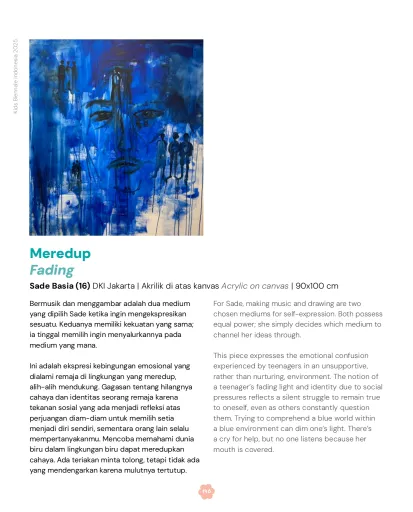 Kids Biennale Indonesia 2025
Meredup
Fading
Sade Basia (16) DKI Jakarta | Akrilik di atas kanvas Acrylic on canvas | 90x100 cm
Bermusik dan menggambar adalah dua medium
yang dipilih Sade ketika ingin mengekspresikan
sesuatu. Keduanya memiliki kekuatan yang sama;
ia tinggal memilih ingin menyalurkannya pada
medium yang mana.
Ini adalah ekspresi kebingungan emosional yang
dialami remaja di lingkungan yang meredup,
alih-alih mendukung. Gagasan tentang hilangnya
cahaya dan identitas seorang remaja karena
tekanan sosial yang ada menjadi refleksi atas
perjuangan diam-diam untuk memilih setia
menjadi diri sendiri, sementara orang lain selalu
mempertanyakanmu. Mencoba memahami dunia
biru dalam lingkungan biru dapat meredupkan
cahaya. Ada teriakan minta tolong, tetapi tidak ada
yang mendengarkan karena mulutnya tertutup.
For Sade, making music and drawing are two
chosen mediums for self-expression. Both possess
equal power; she simply decides which medium to
channel her ideas through.
This piece expresses the emotional confusion
experienced by teenagers in an unsupportive,
rather than nurturing, environment. The notion of
a teenager's fading light and identity due to social
pressures reflects a silent struggle to remain true
to oneself, even as others constantly question
them. Trying to comprehend a blue world within
a blue environment can dim one's light. There's
a cry for help, but no one listens because her
mouth is covered.